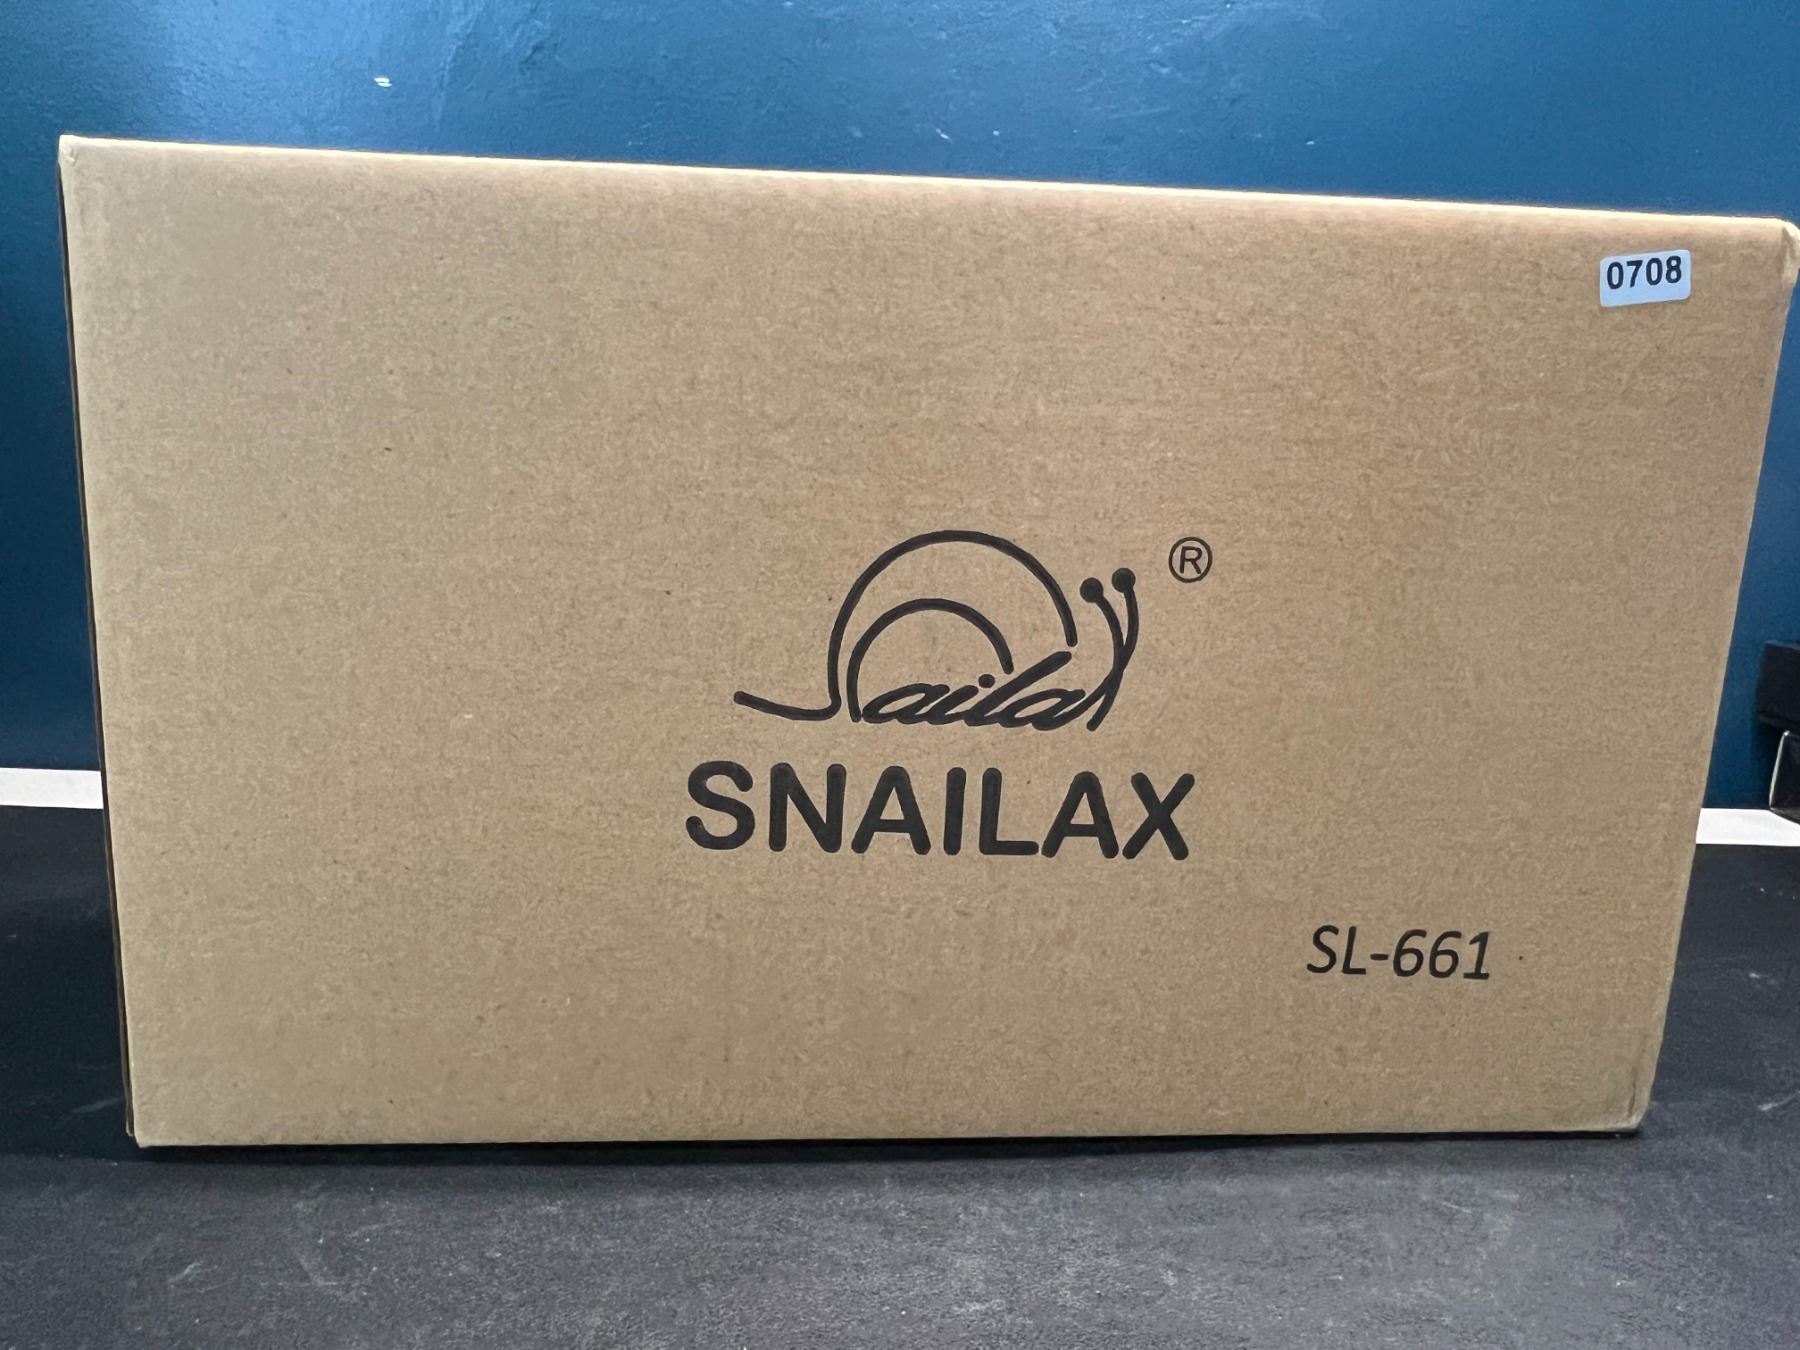 0708
®
Snailax
SNAILAX
SL-661